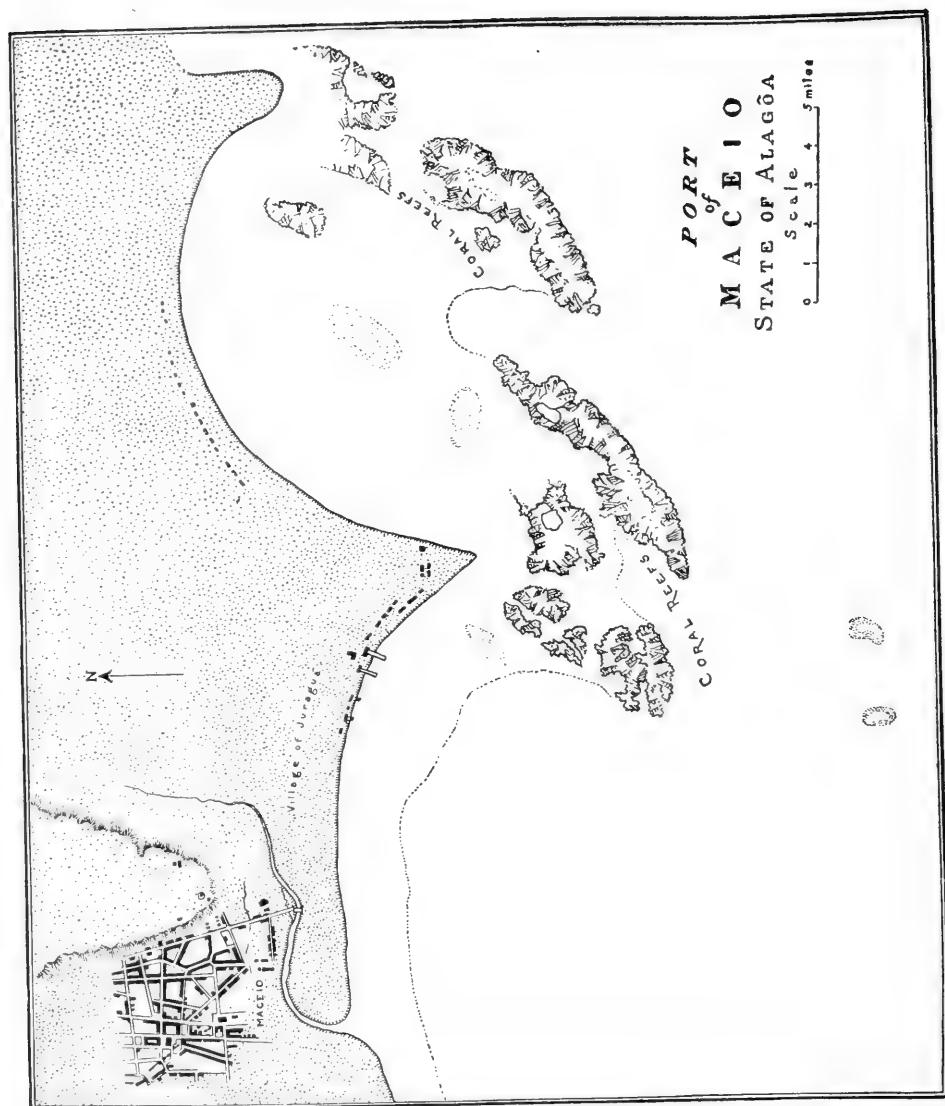 PORT
of
MACEIO
STATE OF ALAGÔA
Scale
0 1 2 3 4 5 miles
N
Village of Juragua
MACEIO
CORAL REEFS
CORAL REEFS